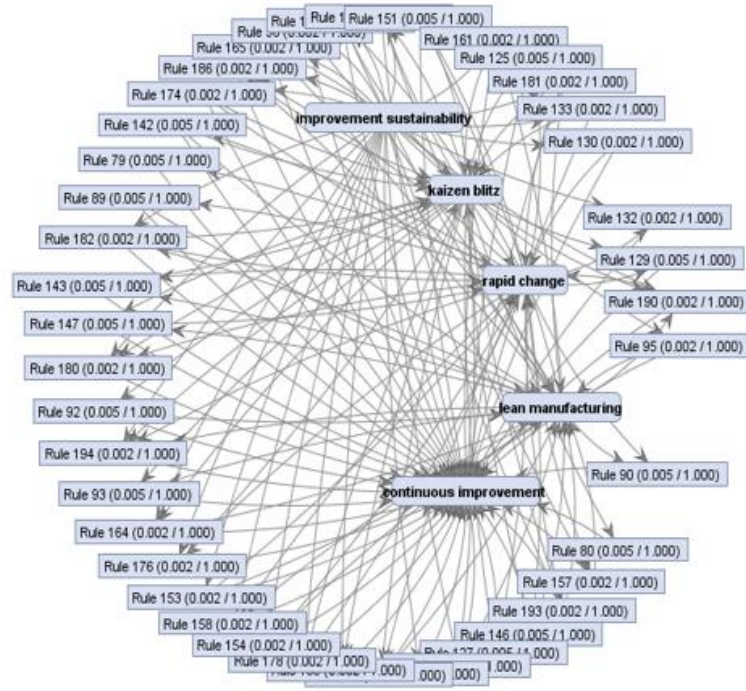 Rule 151 (0.005 / 1.000)
Rule 161 (0.002 / 1.000)
Rule 165 (0.002 / 1.000)
Rule 125 (0.005 / 1.000)
Rule 186 (0.002 / 1.000)
Rule 181 (0.002 / 1.000)
Rule 174 (0.002 / 1.000)
Rule 133 (0.002 / 1.000)
improvement sustainability
Rule 142 (0.005 / 1.000)
Rule 130 (0.002 / 1.000)
Rule 79 (0.005 / 1.000)
kaizen blitz
Rule 89 (0.005 / 1.000)
Rule 132 (0.002 / 1.000)
Rule 182 (0.002 / 1.000)
Rule 129 (0.005 / 1.000)
rapid change
Rule 143 (0.005 / 1.000)
Rule 190 (0.002 / 1.000)
Rule 147 (0.005 / 1.000)
Rule 95 (0.002 / 1.000)
Rule 180 (0.002 / 1.000)
lean manufacturing
Rule 92 (0.005 / 1.000)
Rule 194 (0.002 / 1.000)
Rule 90 (0.005 / 1.000)
Rule 93 (0.005 / 1.000)
continuous improvement
Rule 164 (0.002 / 1.000)
Rule 80 (0.005 / 1.000)
Rule 176 (0.002 / 1.000)
Rule 157 (0.002 / 1.000)
Rule 153 (0.002 / 1.000)
Rule 193 (0.002 / 1.000)
Rule 158 (0.002 / 1.000)
Rule 146 (0.005 / 1.000)
Rule 154 (0.002 / 1.000)
Rule 127 (0.005 / 1.000)
Rule 178 (0.002 / 1.000)